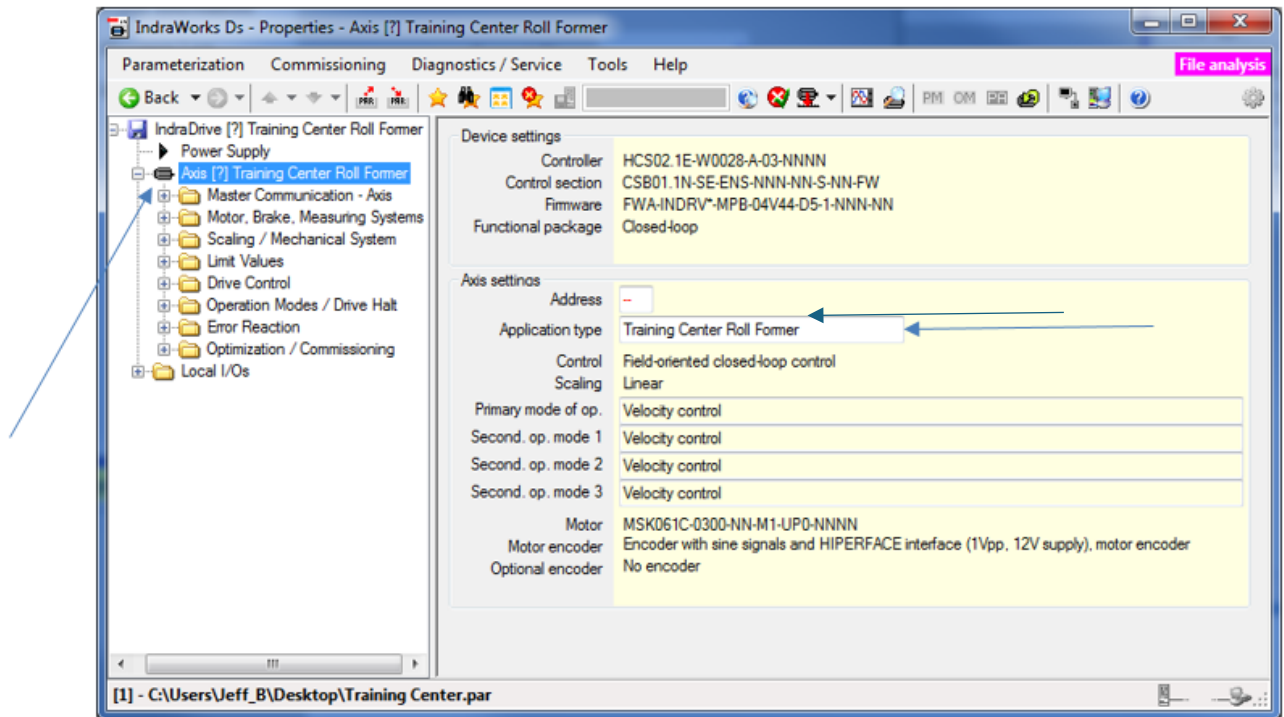 IndraWorks Ds - Properties - Axis [?] Training Center Roll Former
Parameterization Commissioning Diagnostics / Service Tools Help File analysis
Back PAR PAR PM OM
IndraDrive [?] Training Center Roll Former
Power Supply
Axis [?] Training Center Roll Former
Master Communication - Axis
Motor, Brake, Measuring Systems
Scaling / Mechanical System
Limit Values
Drive Control
Operation Modes / Drive Halt
Error Reaction
Optimization / Commissioning
Local I/Os
Device settings
Controller HCS02.1E-W0028-A-03-NNNN
Control section CSB01.1N-SE-ENS-NNN-NN-S-NN-FW
Firmware FWA-INDRV*-MPB-04V44-D5-1-NNN-NN
Functional package Closed-loop
Axis settings
Address --
Application type Training Center Roll Former
Control Field-oriented closed-loop control
Scaling Linear
Primary mode of op. Velocity control
Second. op. mode 1 Velocity control
Second. op. mode 2 Velocity control
Second. op. mode 3 Velocity control
Motor MSK061C-0300-NN-M1-UP0-NNNN
Motor encoder Encoder with sine signals and HIPERFACE interface (1Vpp, 12V supply), motor encoder
Optional encoder No encoder
[1] - C:\Users\Jeff_B\Desktop\Training Center.par